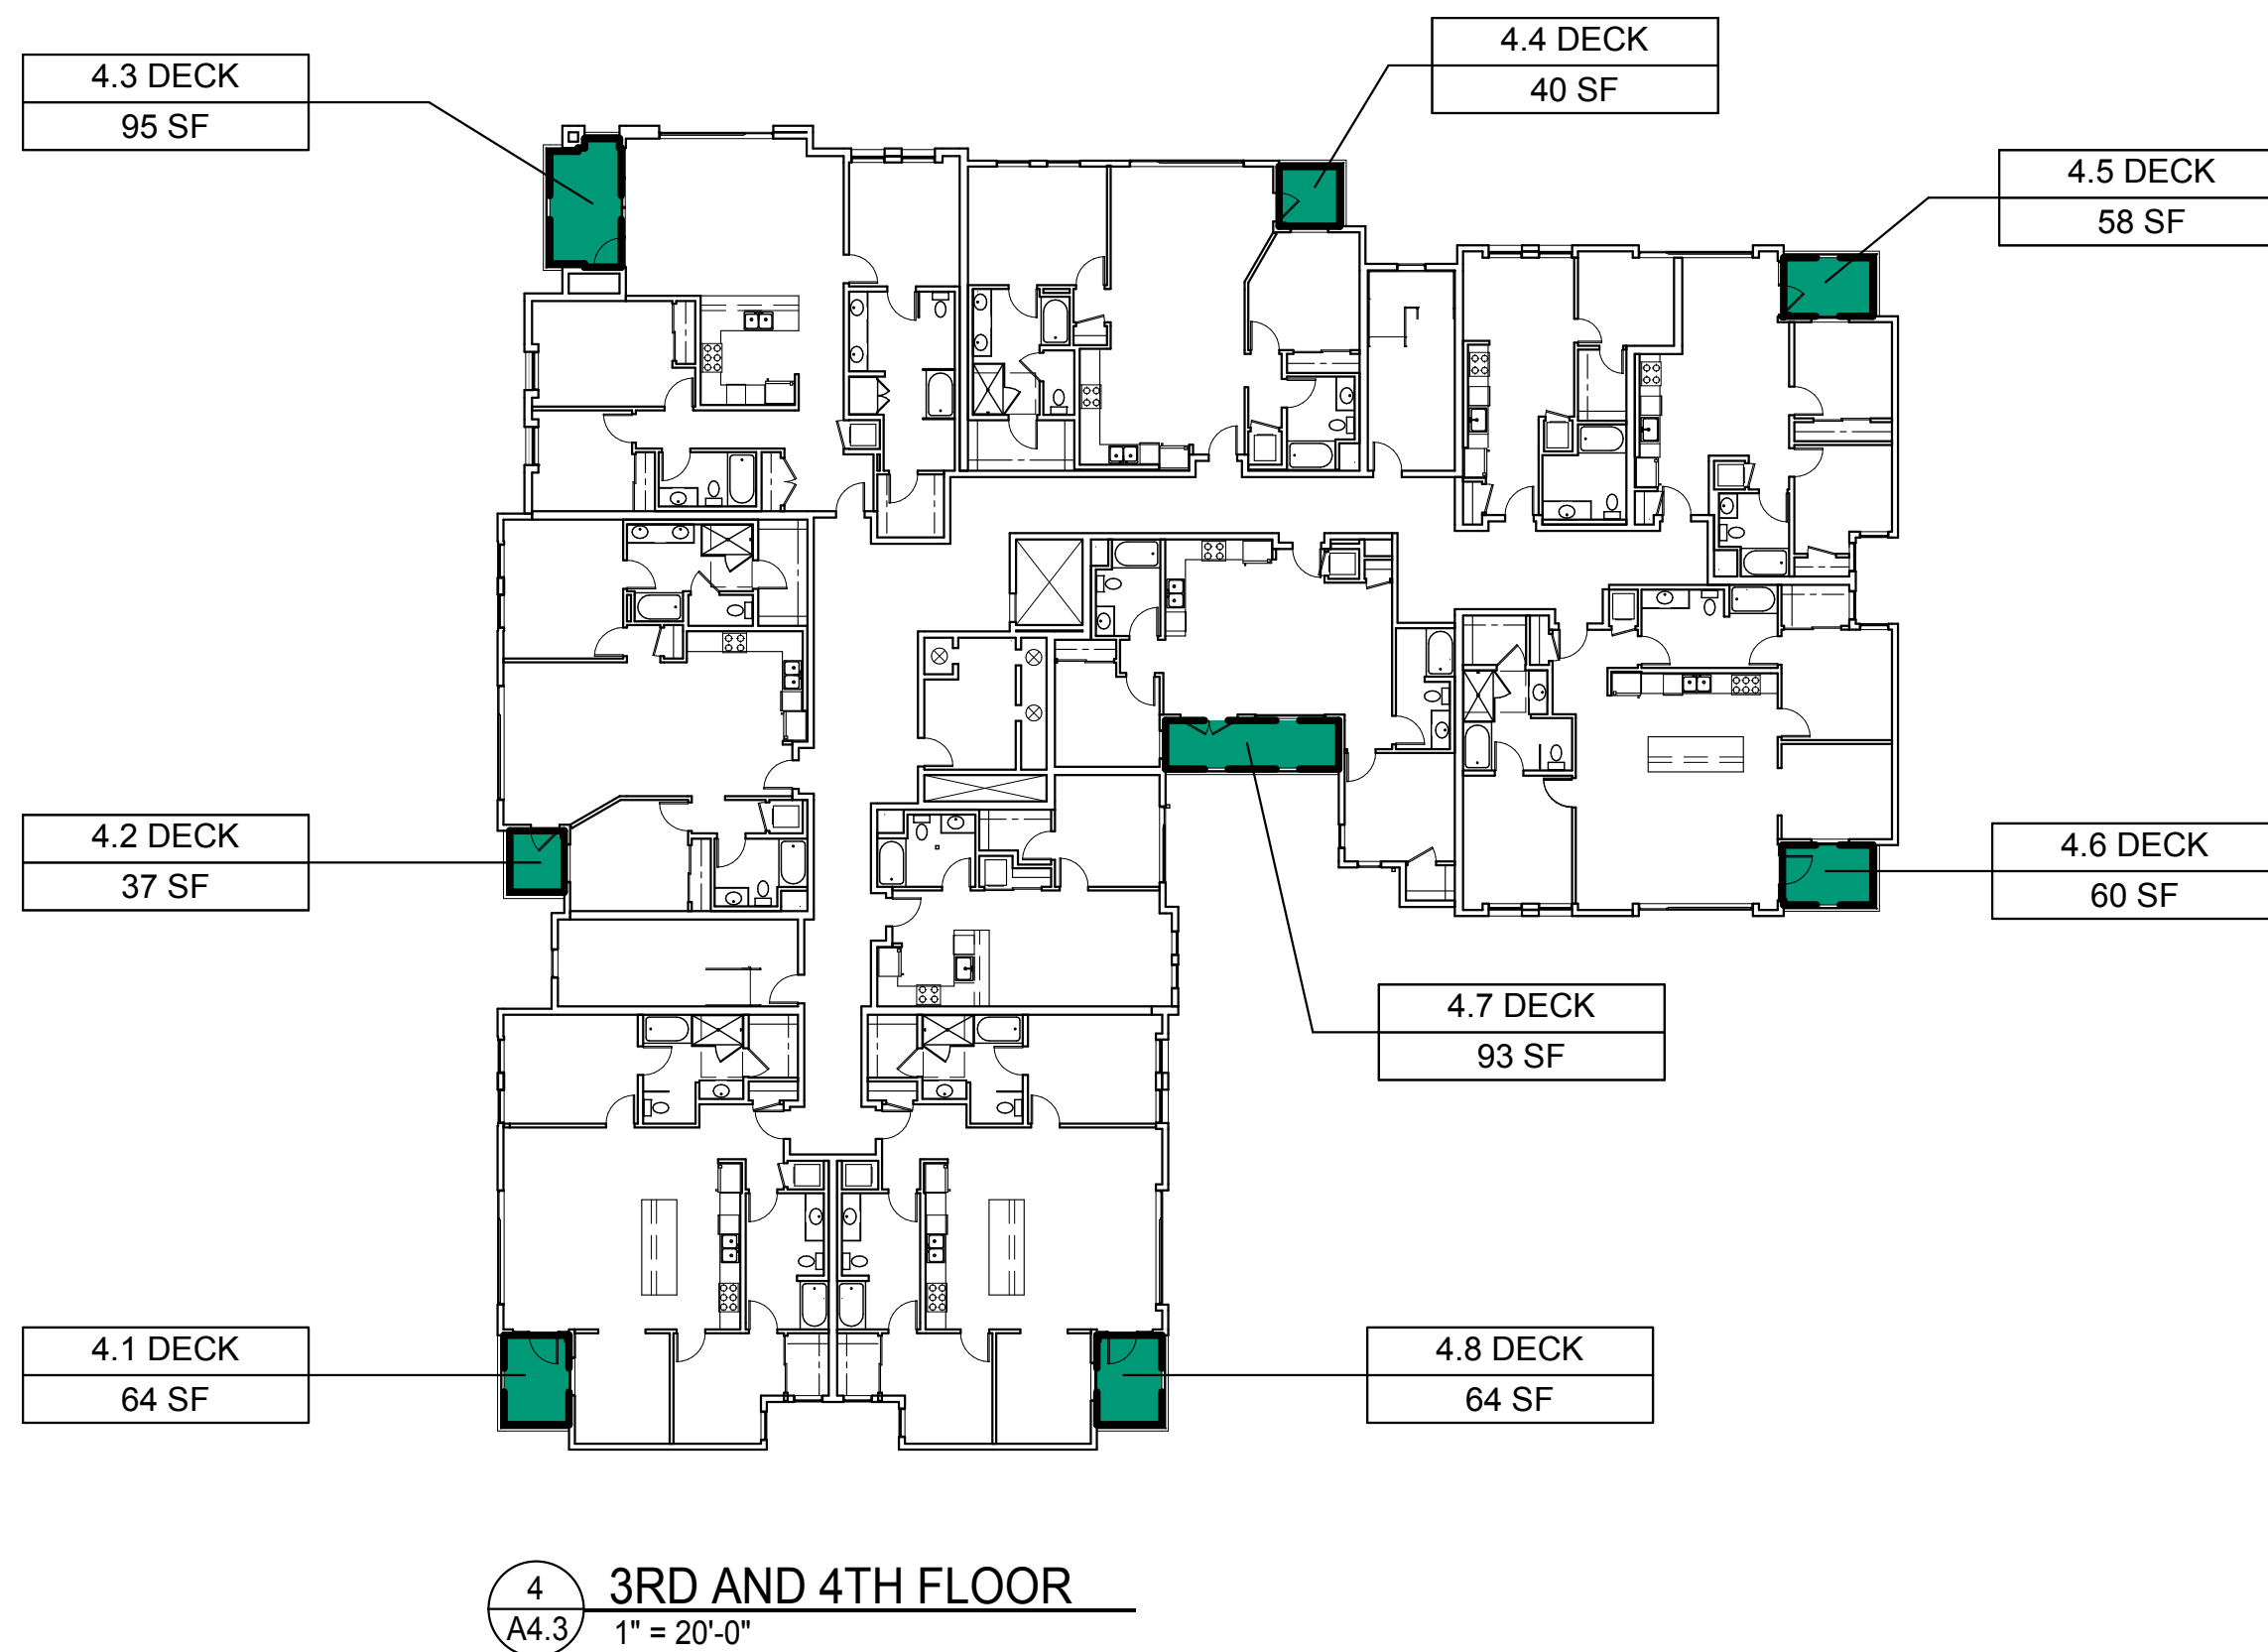 4.4 DECK
40 SF
4.3 DECK
95 SF
4.5 DECK
58 SF
4.2 DECK
37 SF
4.6 DECK
60 SF
4.7 DECK
93 SF
4.1 DECK
64 SF
4.8 DECK
64 SF
4
A4.3
3RD AND 4TH FLOOR
1" = 20'-0"